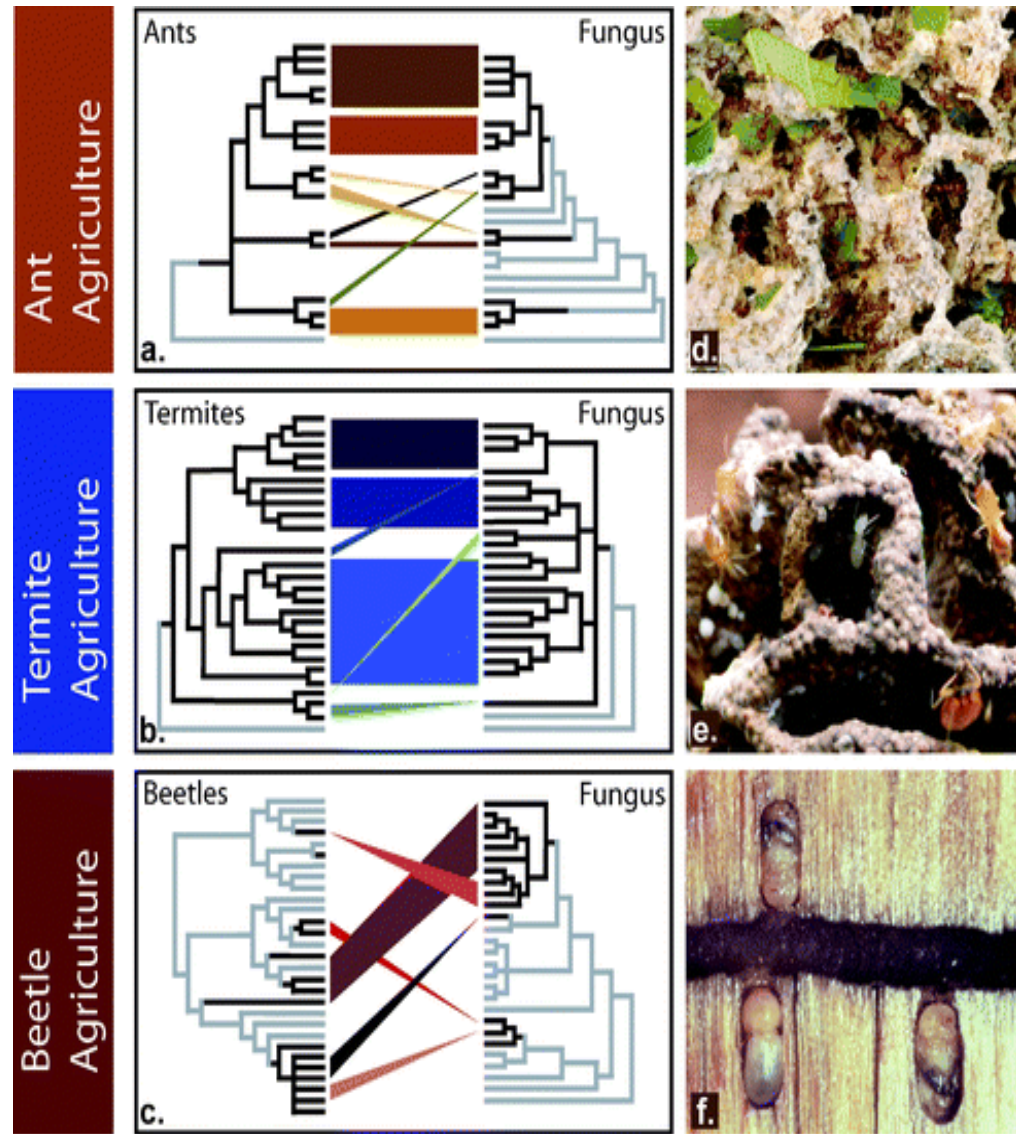 Ant
Agriculture
Ants
Fungus
a.
d.
Termite
Agriculture
Termites
Fungus
b.
e.
Beetle
Agriculture
Beetles
Fungus
c.
f.